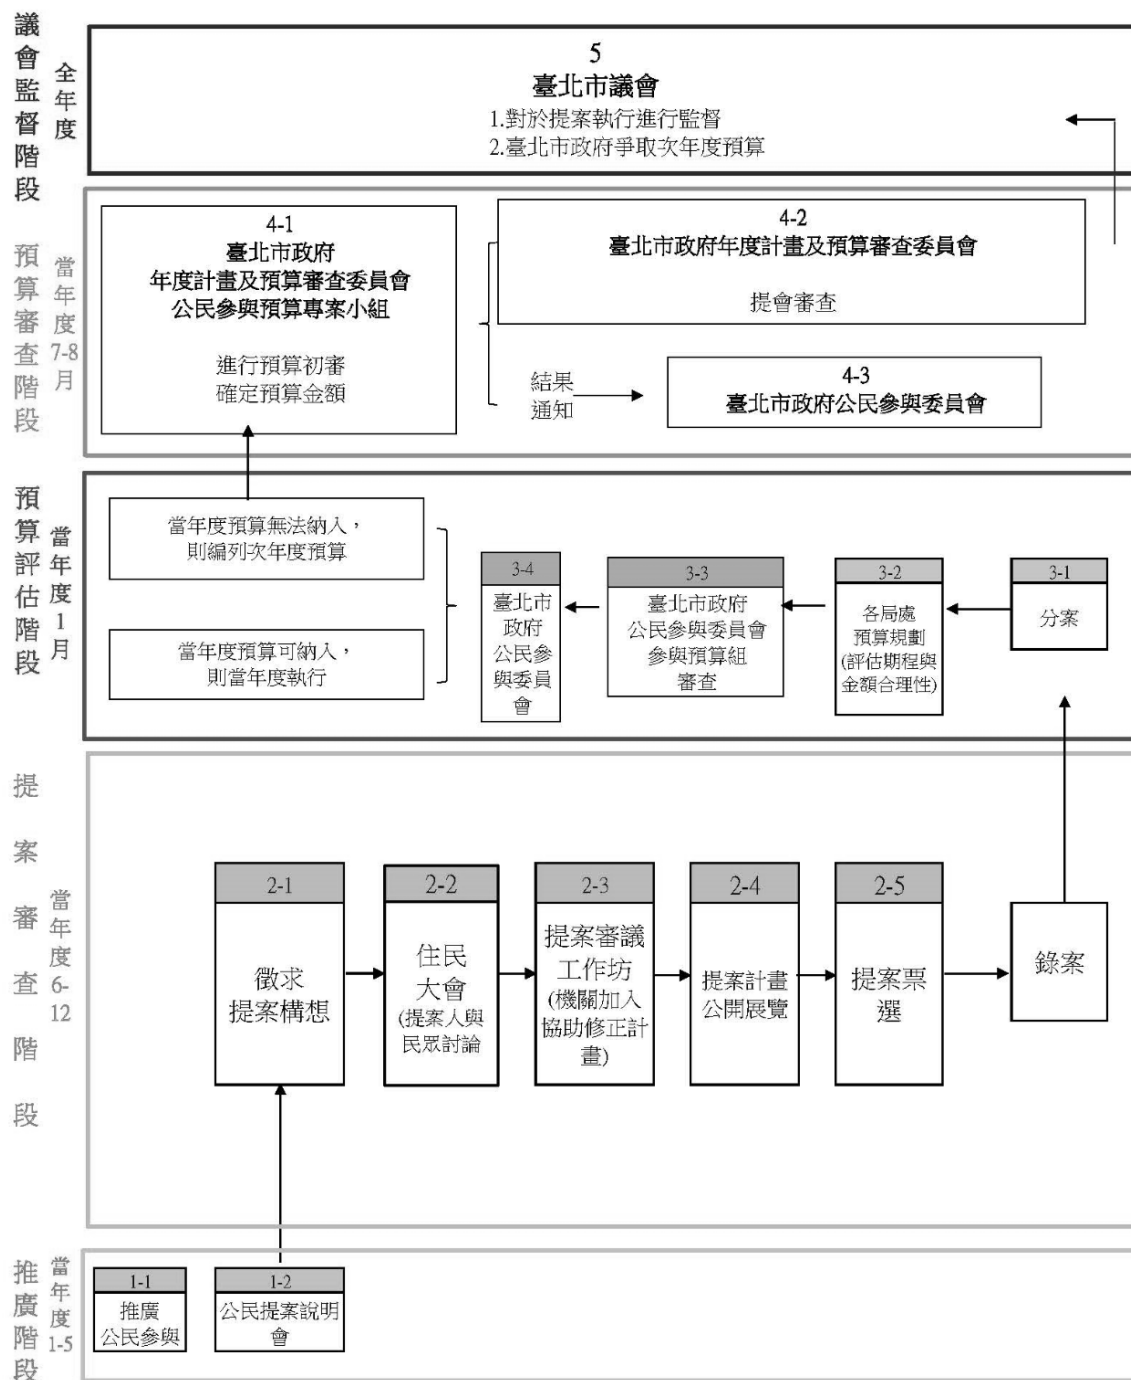 議會監督階段
全年度
5
臺北市議會
1.對於提案執行進行監督
2.臺北市政府爭取次年度預算
預算審查階段
當年度7-8月
4-1
臺北市政府
年度計畫及預算審查委員會
公民參與預算專案小組
進行預算初審
確定預算金額
4-2
臺北市政府年度計畫及預算審查委員會
提會審查
結果
通知
4-3
臺北市政府公民參與委員會
預算評估階段
當年度1月
當年度預算無法納入，
則編列次年度預算
當年度預算可納入，
則當年度執行
3-4
臺北市
政府
公民參
與委員
會
3-3
臺北市政府
公民參與委員會
參與預算組
審查
3-2
各局處
預算規劃
(評估期程與
金額合理性)
3-1
分案
提案審查階段
當年度6-12
2-1
徵求
提案構想
2-2
住民
大會
(提案人與
民眾討論
2-3
提案審議
工作坊
(機關加入
協助修正計
畫)
2-4
提案計畫
公開展覽
2-5
提案票
選
錄案
推廣階段
當年度1-5
1-1
推廣
公民參與
1-2
公民提案說明
會